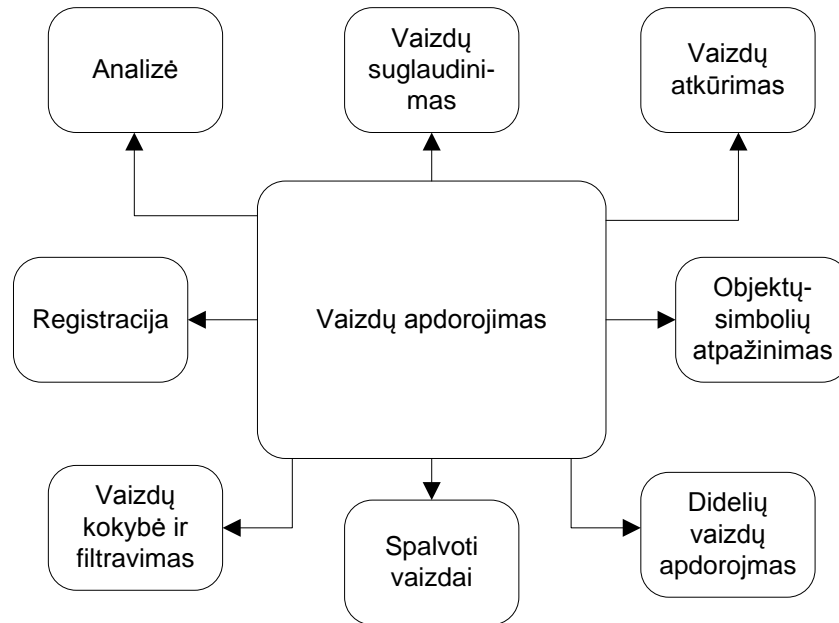 Analizė
Vaizdų
suglaudini-
mas
Vaizdų
atkūrimas
Registracija
Vaizdų apdorojimas
Objektų-
simbolių
atpažinimas
Vaizdų
kokybė ir
filtravimas
Spalvoti
vaizdai
Didelių
vaizdų
apdorojmas